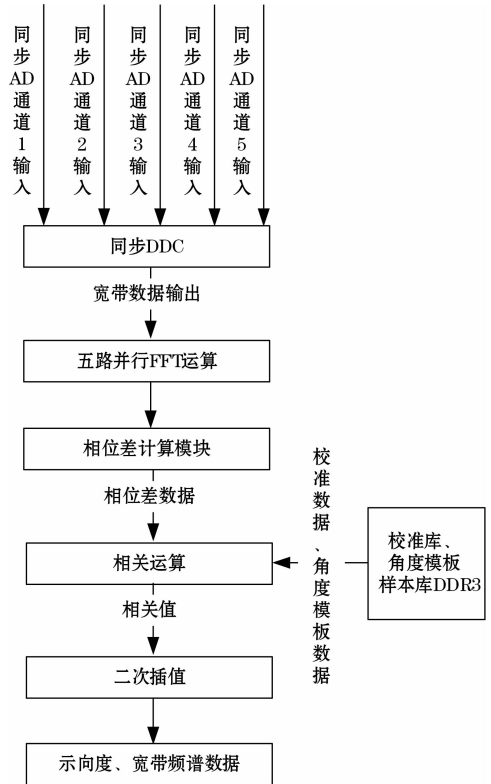 同步AD通道1输入
同步AD通道2输入
同步AD通道3输入
同步AD通道4输入
同步AD通道5输入
同步DDC
宽带数据输出
五路并行FFT运算
相位差计算模块
相位差数据
相关运算
校准数据、角度模板数据
校准库、
角度模板
样本库DDR3
相关值
二次插值
示向度、宽带频谱数据